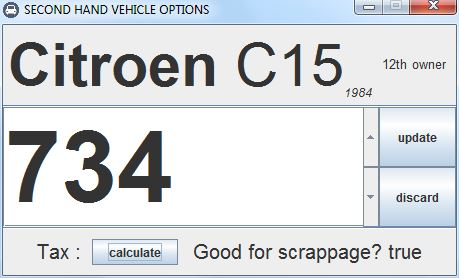 SECOND HAND VEHICLE OPTIONS
Citroen C15 1984 12th owner
734
update
discard
Tax : calculate Good for scrappage? true